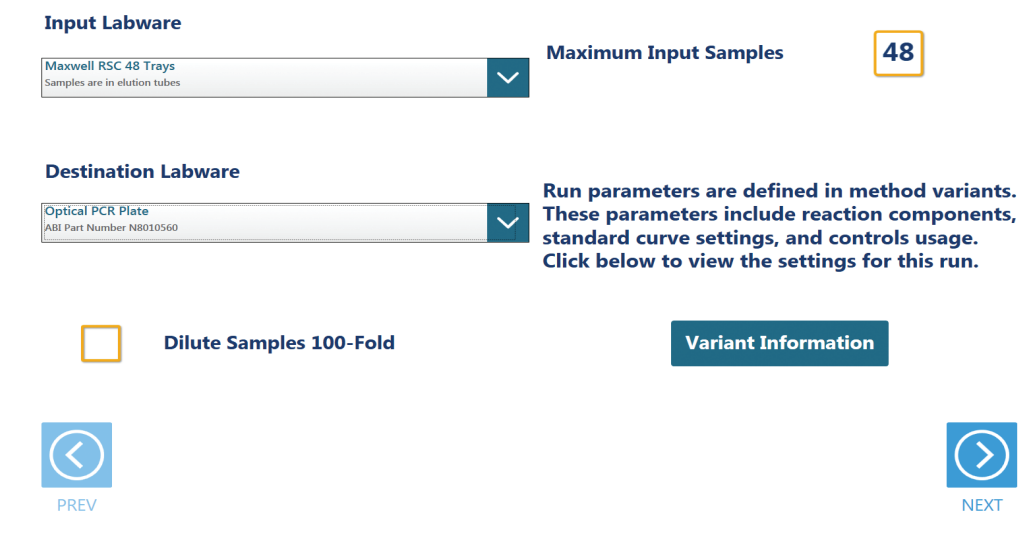 Input Labware
Maxwell RSC 48 Trays
Samples are in elution tubes
Maximum Input Samples
48
Destination Labware
Optical PCR Plate
ABI Part Number N8010560
Run parameters are defined in method variants.
These parameters include reaction components,
standard curve settings, and controls usage.
Click below to view the settings for this run.
Dilute Samples 100-Fold
Variant Information
PREV
NEXT